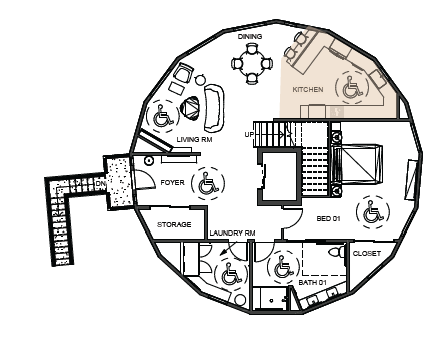 DINING
KITCHEN
LIVING RM
UP
DN
FOYER
STORAGE
BED 01
LAUNDRY RM
CLOSET
BATH 01